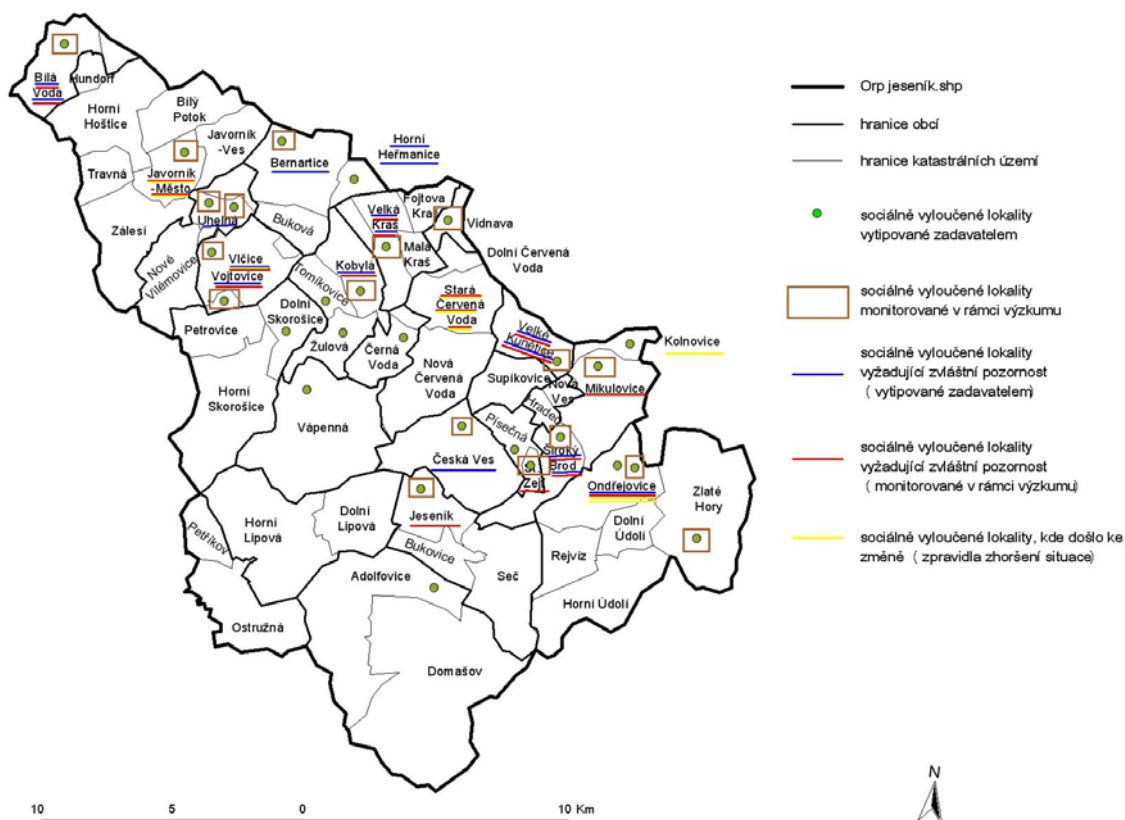 Bílá
Voda
Hundorf
Horní
Hoštice
Bílý
Potok
Javorník
-Ves
Travná
Javorník
-Město
Zálesí
Uhelná
Bernartice
Horní
Heřmanice
Buková
Nové
Vilémovice
Vlčice
Vojtovice
Petrovice
Velká
Kraš
Fojtova
Kraš
Vidnava
Malá
Kraš
Dolní Červená
Voda
Kobylá
Tomíkovice
Dolní
Skorošice
Žulová
Černá
Voda
Stará
Červená
Voda
Nová
Červená
Voda
Velké
Kunětice
Supíkovice
Nová
Ves
Mikulovice
Kolnovice
Horní
Skorošice
Vápenná
Písečná
Hradec
Široký
Brod
Česká Ves
Ondřejovice
Zlaté
Hory
Jeseník
Horní
Lipová
Dolní
Lipová
Petříkov
Bukovice
Adolfovice
Seč
Rejvíz
Dolní
Údolí
Horní Údolí
Ostružná
Domašov
Orp jeseník.shp
hranice obcí
hranice katastrálních území
sociálně vyloučené lokality
vytipované zadavatelem
sociálně vyloučené lokality
monitorované v rámci výzkumu
sociálně vyloučené lokality
vyžadující zvláštní pozornost
( vytipované zadavatelem)
sociálně vyloučené lokality
vyžadující zvláštní pozornost
( monitorované v rámci výzkumu)
sociálně vyloučené lokality, kde došlo ke
změně ( zpravidla zhoršení situace)
10 5 0 10 Km
N